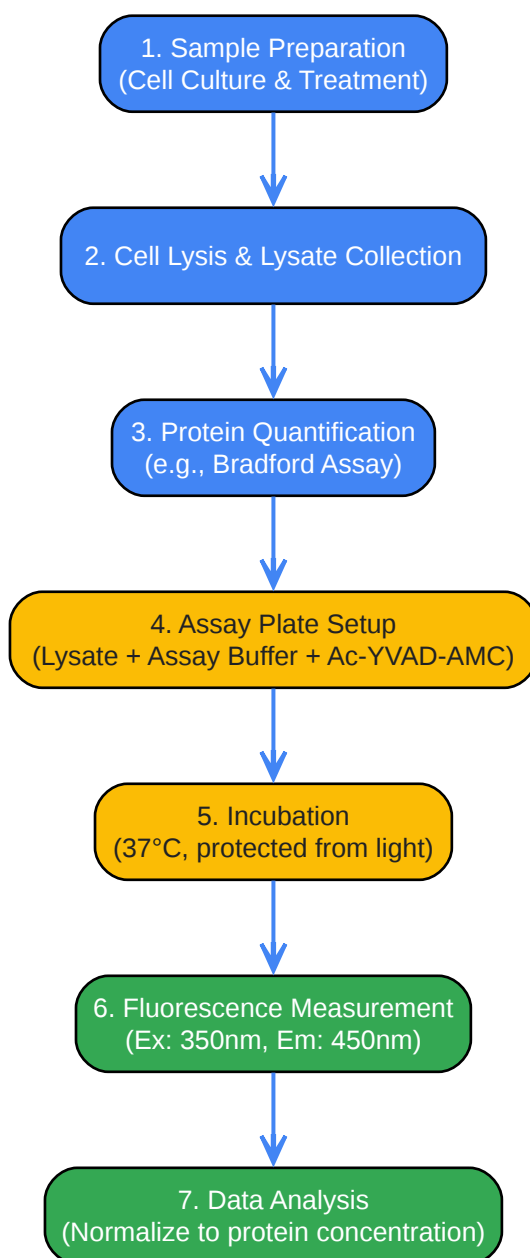 1. Sample Preparation
(Cell Culture & Treatment)
2. Cell Lysis & Lysate Collection
3. Protein Quantification
(e.g., Bradford Assay)
4. Assay Plate Setup
(Lysate + Assay Buffer + Ac-YVAD-AMC)
5. Incubation
(37°C, protected from light)
6. Fluorescence Measurement
(Ex: 350nm, Em: 450nm)
7. Data Analysis
(Normalize to protein concentration)